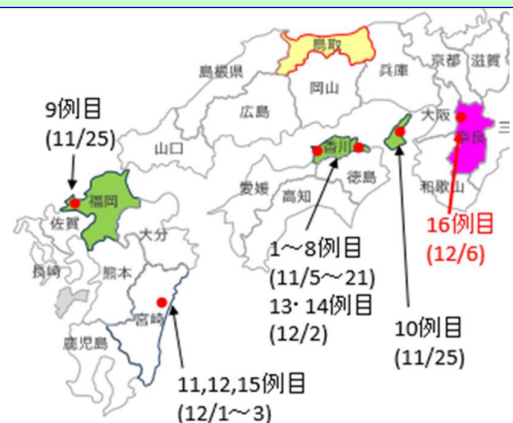 鳥取
京都
滋賀
島根県
兵庫
岡山
広島
大阪
奈良
三
9例目
(11/25)
山口
香川
和歌山
徳島
愛媛
高知
福岡
佐賀
大分
16例目
(12/6)
1～8例目
(11/5～21)
13・14例目
(12/2)
長崎
熊本
10例目
(11/25)
宮崎
鹿児島
11,12,15例目
(12/1～3)